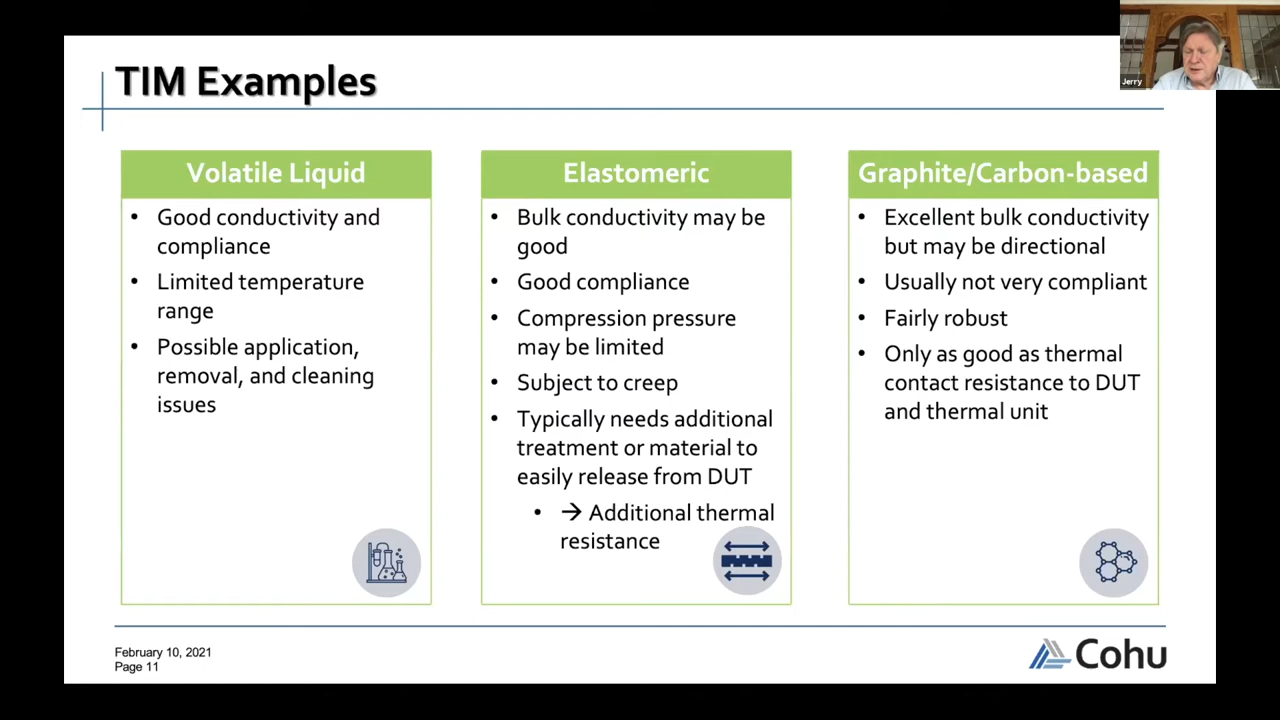 Jerry
TIM Examples
Volatile Liquid
• Good conductivity and
compliance
• Limited temperature
range
• Possible application,
removal, and cleaning
issues
Elastomeric
• Bulk conductivity may be
good
• Good compliance
• Compression pressure
may be limited
• Subject to creep
• Typically needs additional
treatment or material to
easily release from DUT
• → Additional thermal
resistance
Graphite/Carbon-based
• Excellent bulk conductivity
but may be directional
• Usually not very compliant
• Fairly robust
• Only as good as thermal
contact resistance to DUT
and thermal unit
February 10, 2021
Page 11
Cohu